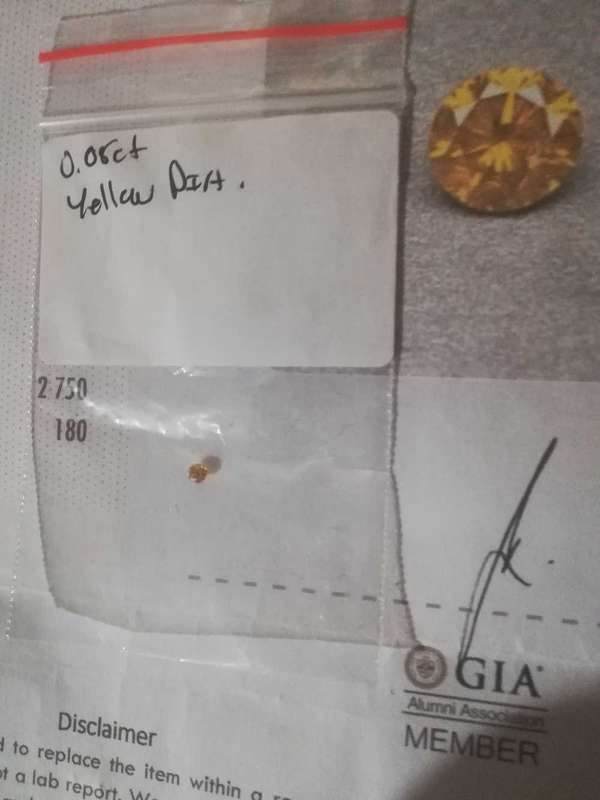 0.05ct
Yellow DIA.
2 750
180
GIA
Alumni Association
MEMBER
Disclaimer
to replace the item within a
a lab report.